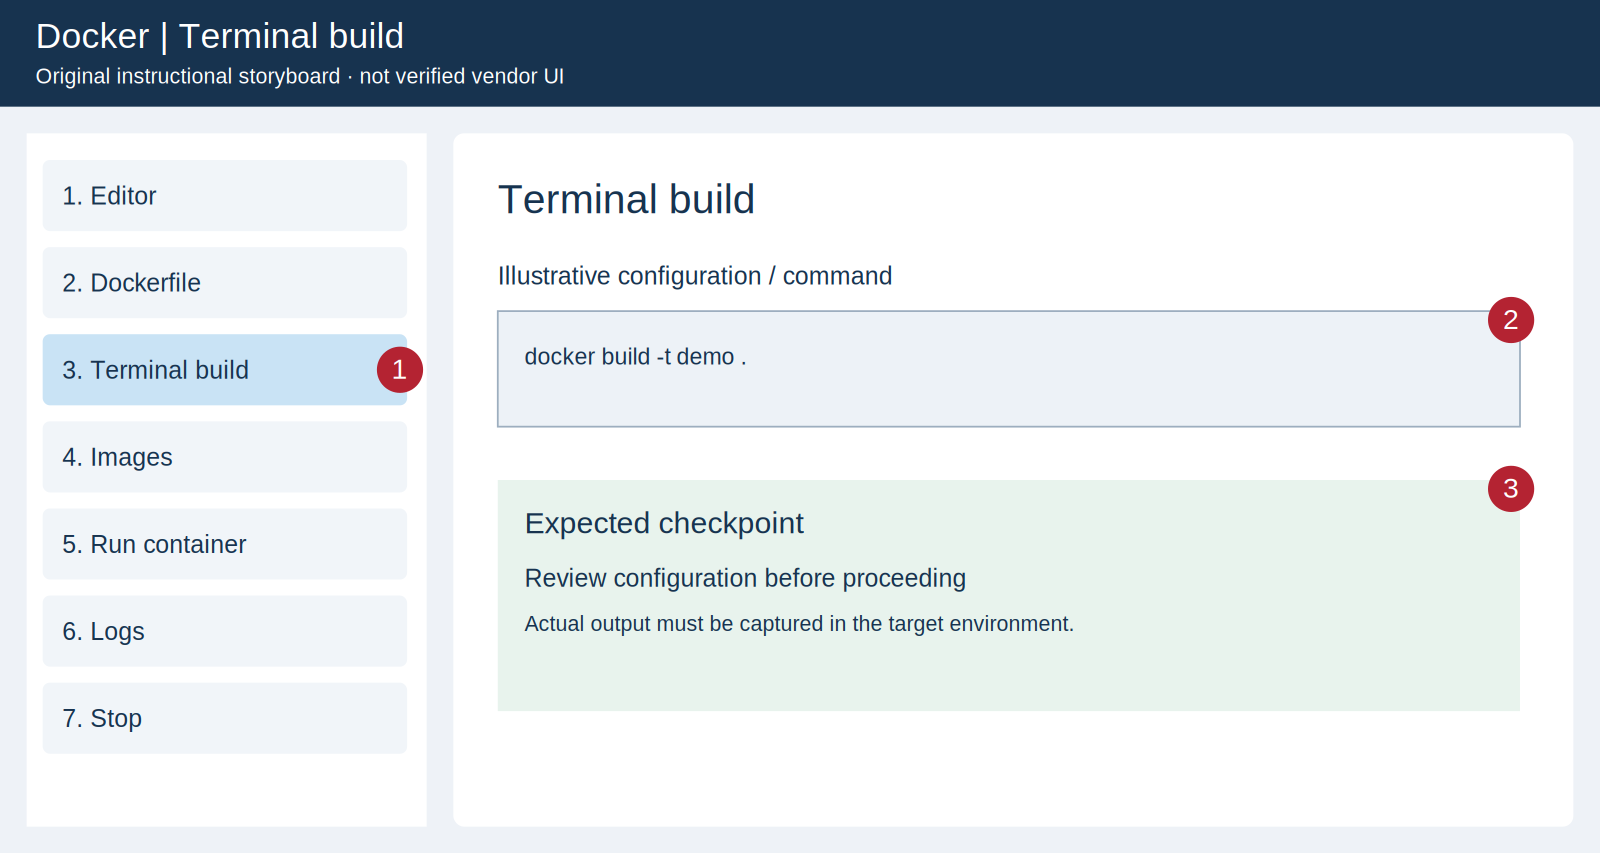 Docker | Terminal build
Original instructional storyboard · not verified vendor UI
1. Editor
2. Dockerfile
3. Terminal build
1
4. Images
5. Run container
6. Logs
7. Stop
Terminal build
Illustrative configuration / command
2
docker build -t demo .
3
Expected checkpoint
Review configuration before proceeding
Actual output must be captured in the target environment.